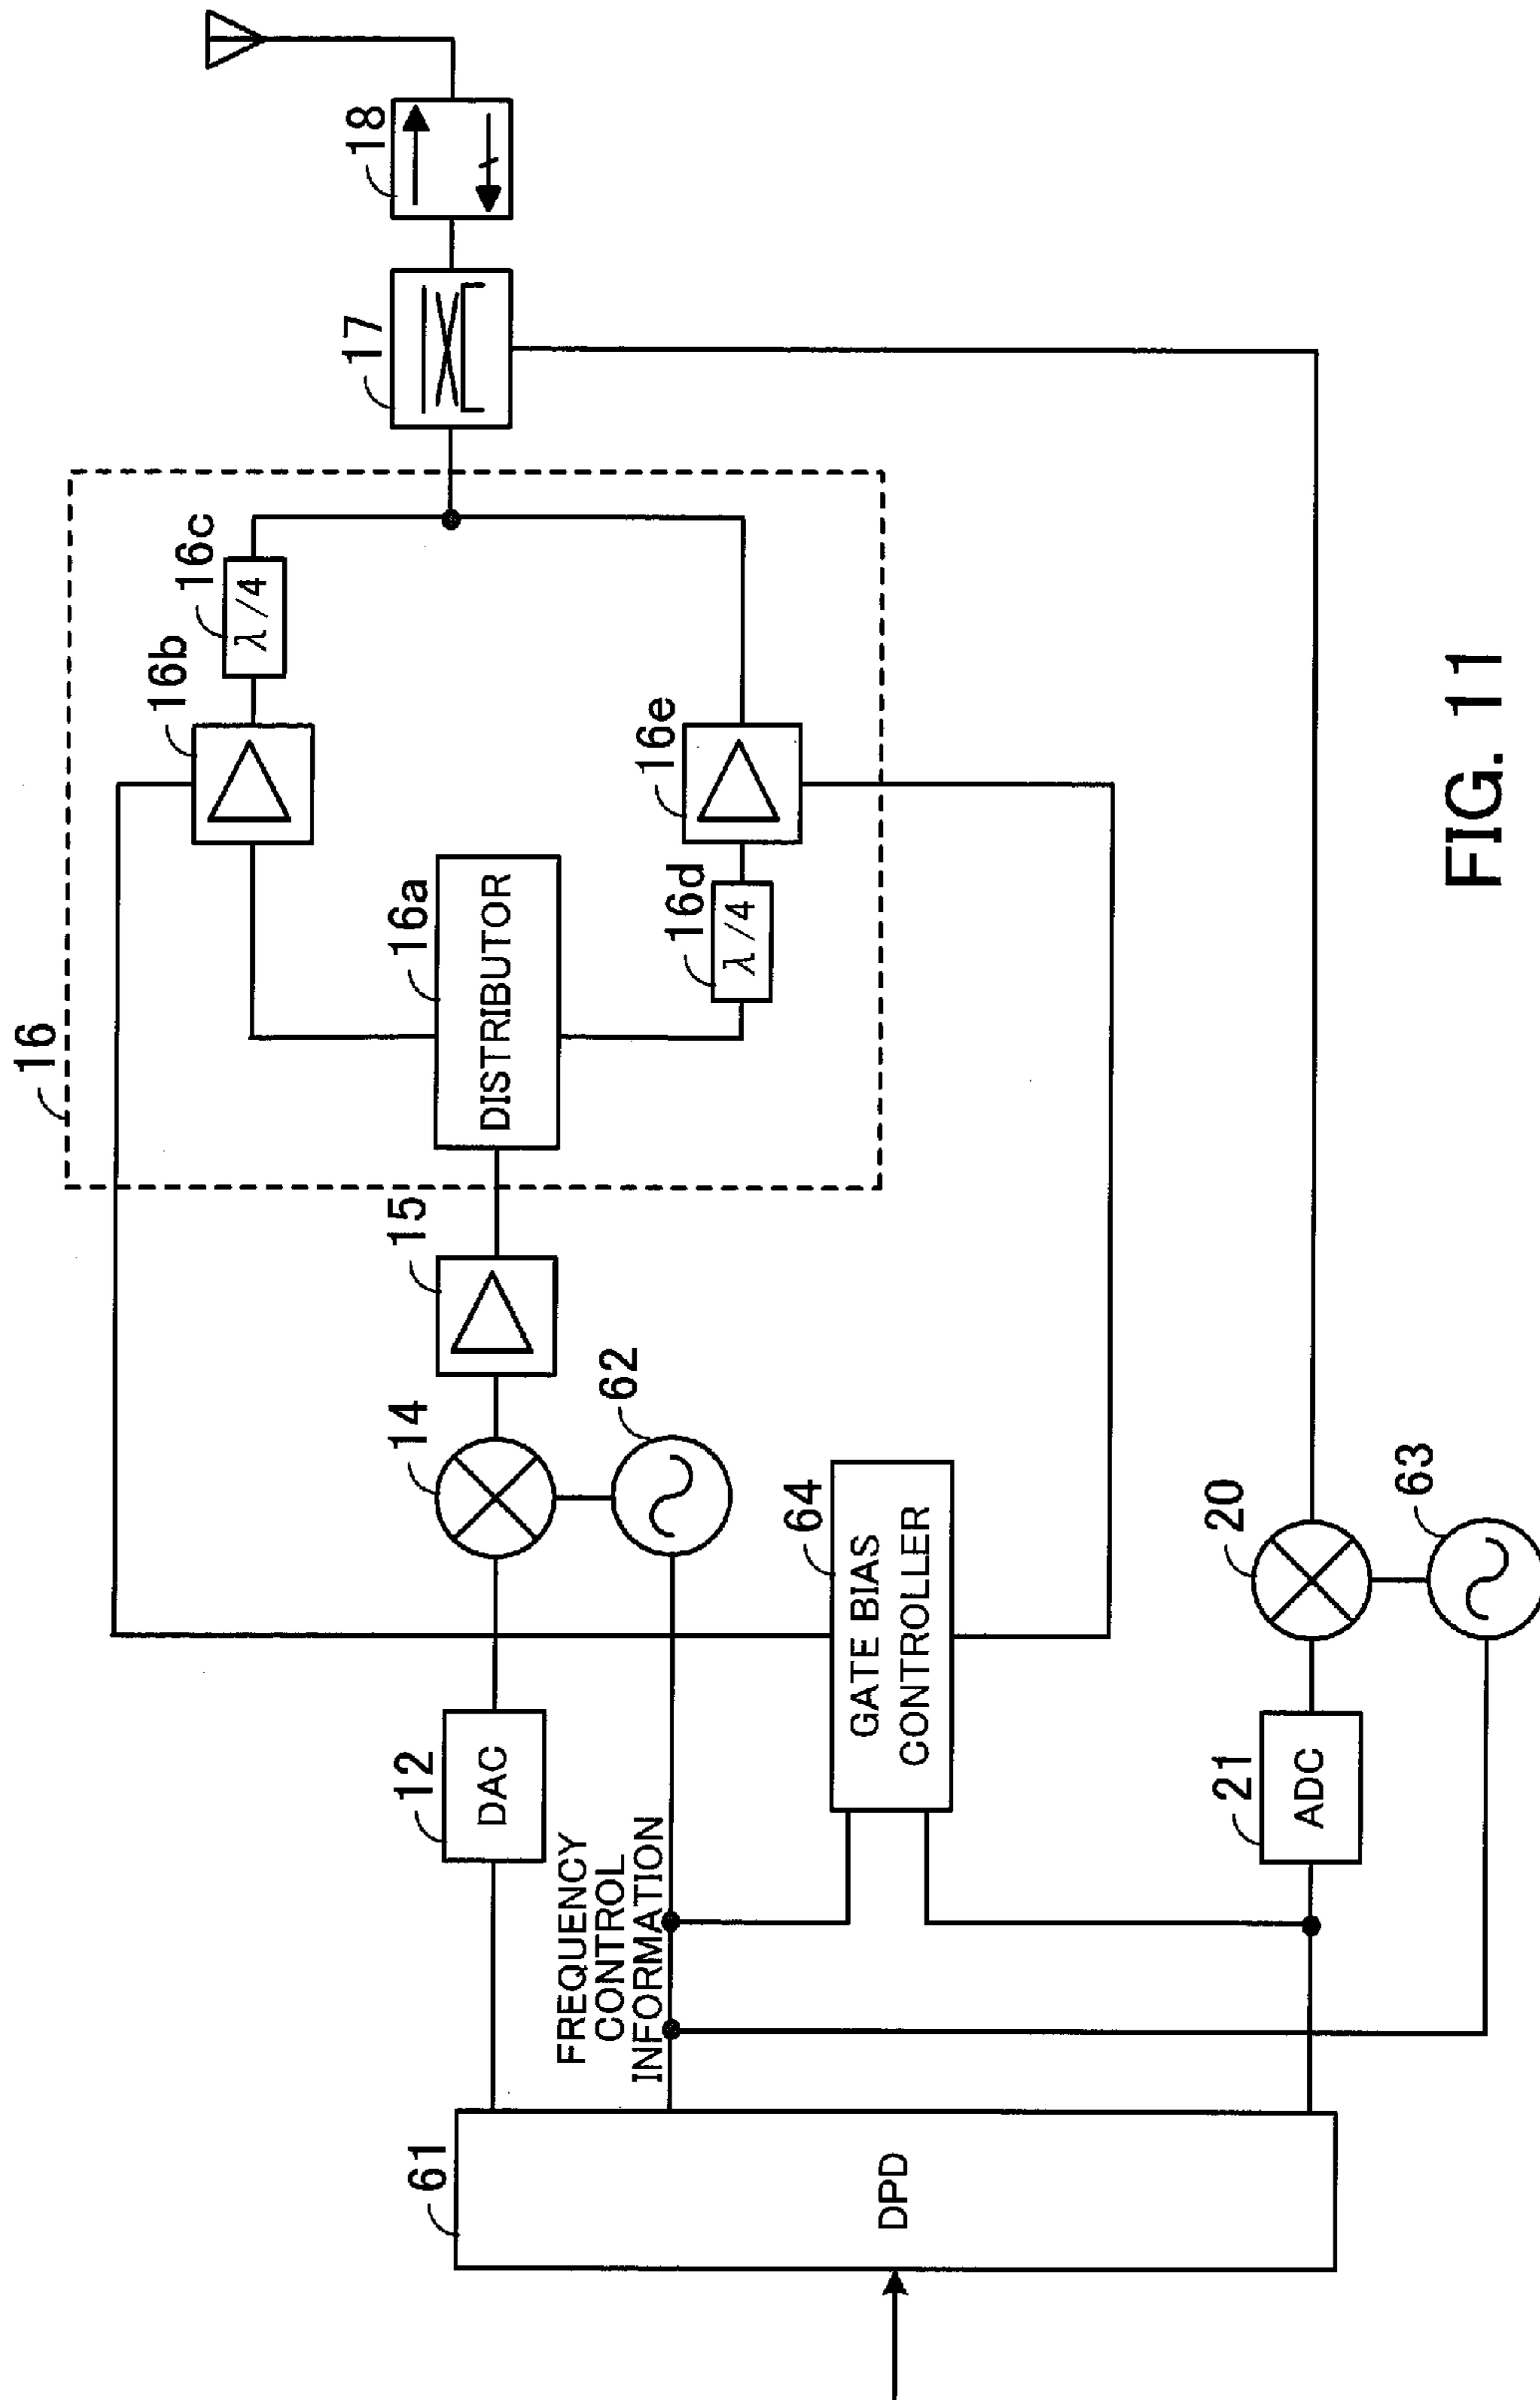 16
16b
16c
18
17
15
16a
DISTRIBUTOR
λ/4
16d
λ/4
16e
14
62
12
DAC
FREQUENCY
CONTROL
INFORMATION
64
GATE BIAS
CONTROLLER
61
DPD
21
ADC
20
63
FIG. 11